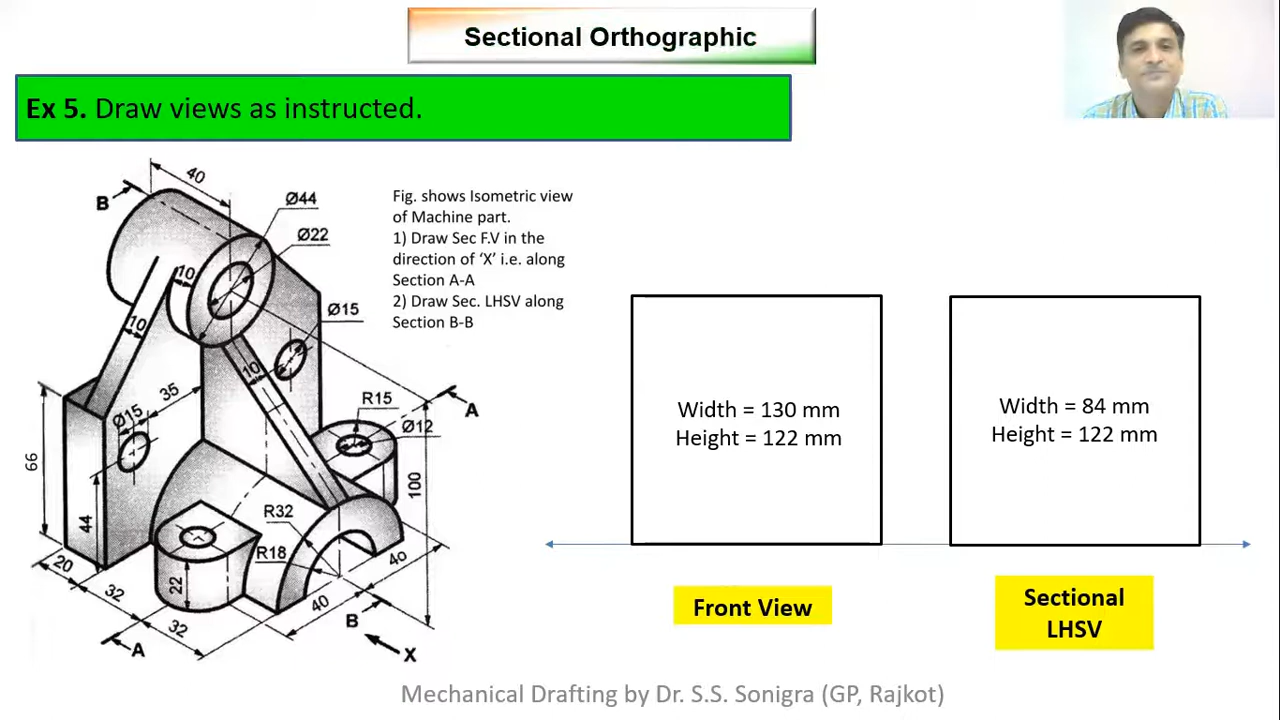 Sectional Orthographic
Ex 5. Draw views as instructed.
40
B
Ø44
Ø22
10
Ø15
10
10
35
Ø15
R15
A
Ø12
66
44
100
R32
R18
22
40
20
32
40
32
B
A
X
Fig. shows Isometric view
of Machine part.
1) Draw Sec F.V in the
direction of ‘X’ i.e. along
Section A-A
2) Draw Sec. LHSV along
Section B-B
Width = 130 mm
Height = 122 mm
Width = 84 mm
Height = 122 mm
Front View
Sectional
LHSV
Mechanical Drafting by Dr. S.S. Sonigra (GP, Rajkot)